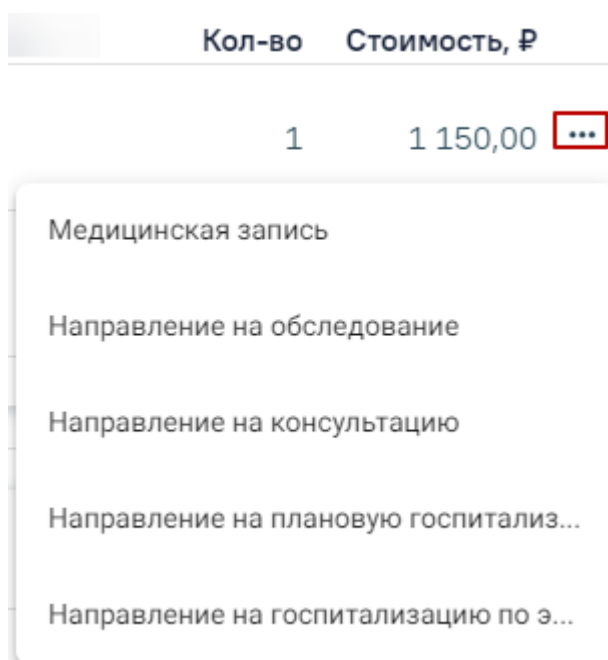 Кол-во Стоимость, ₽
1 1 150,00 •••
Медицинская запись
Направление на обследование
Направление на консультацию
Направление на плановую госпитализ...
Направление на госпитализацию по э...